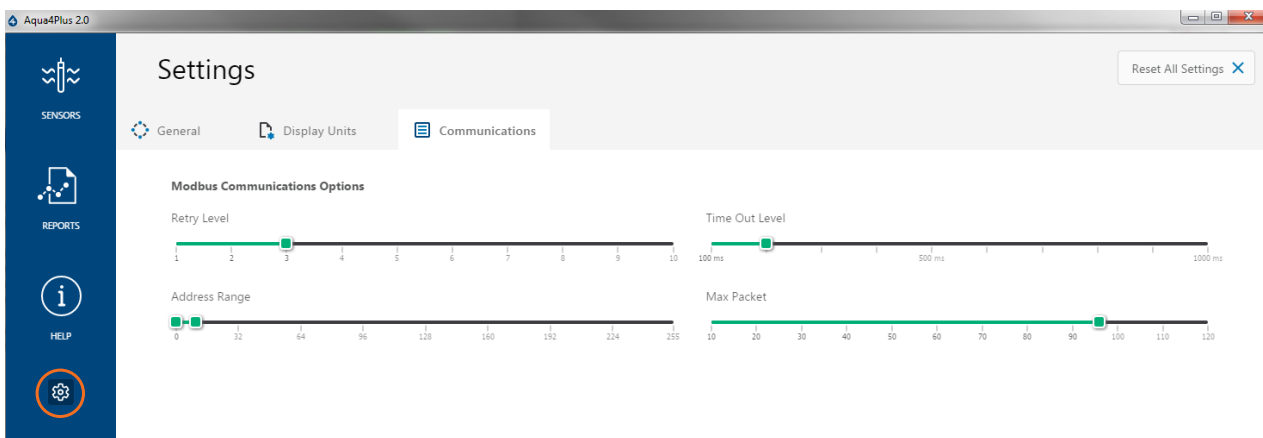 Aqua4Plus 2.0
SENSORS
REPORTS
HELP
Settings
Reset All Settings
General
Display Units
Communications
Modbus Communications Options
Retry Level
1 2 3 4 5 6 7 8 9 10
Time Out Level
100 ms 500 ms 1000 ms
Address Range
0 32 64 96 128 160 192 224 255
Max Packet
10 20 30 40 50 60 70 80 90 100 110 120